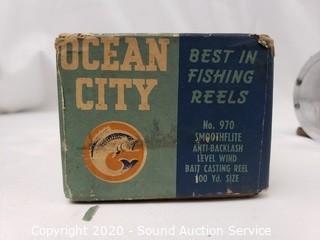 OCEAN
CITY
BEST IN
FISHING
REELS
No. 970
SMOOTHFLITE
ANTI-BACKLASH
LEVEL WIND
BAIT CASTING REEL
100 Yd. SIZE
Copyright 2020 - Sound Auction Service